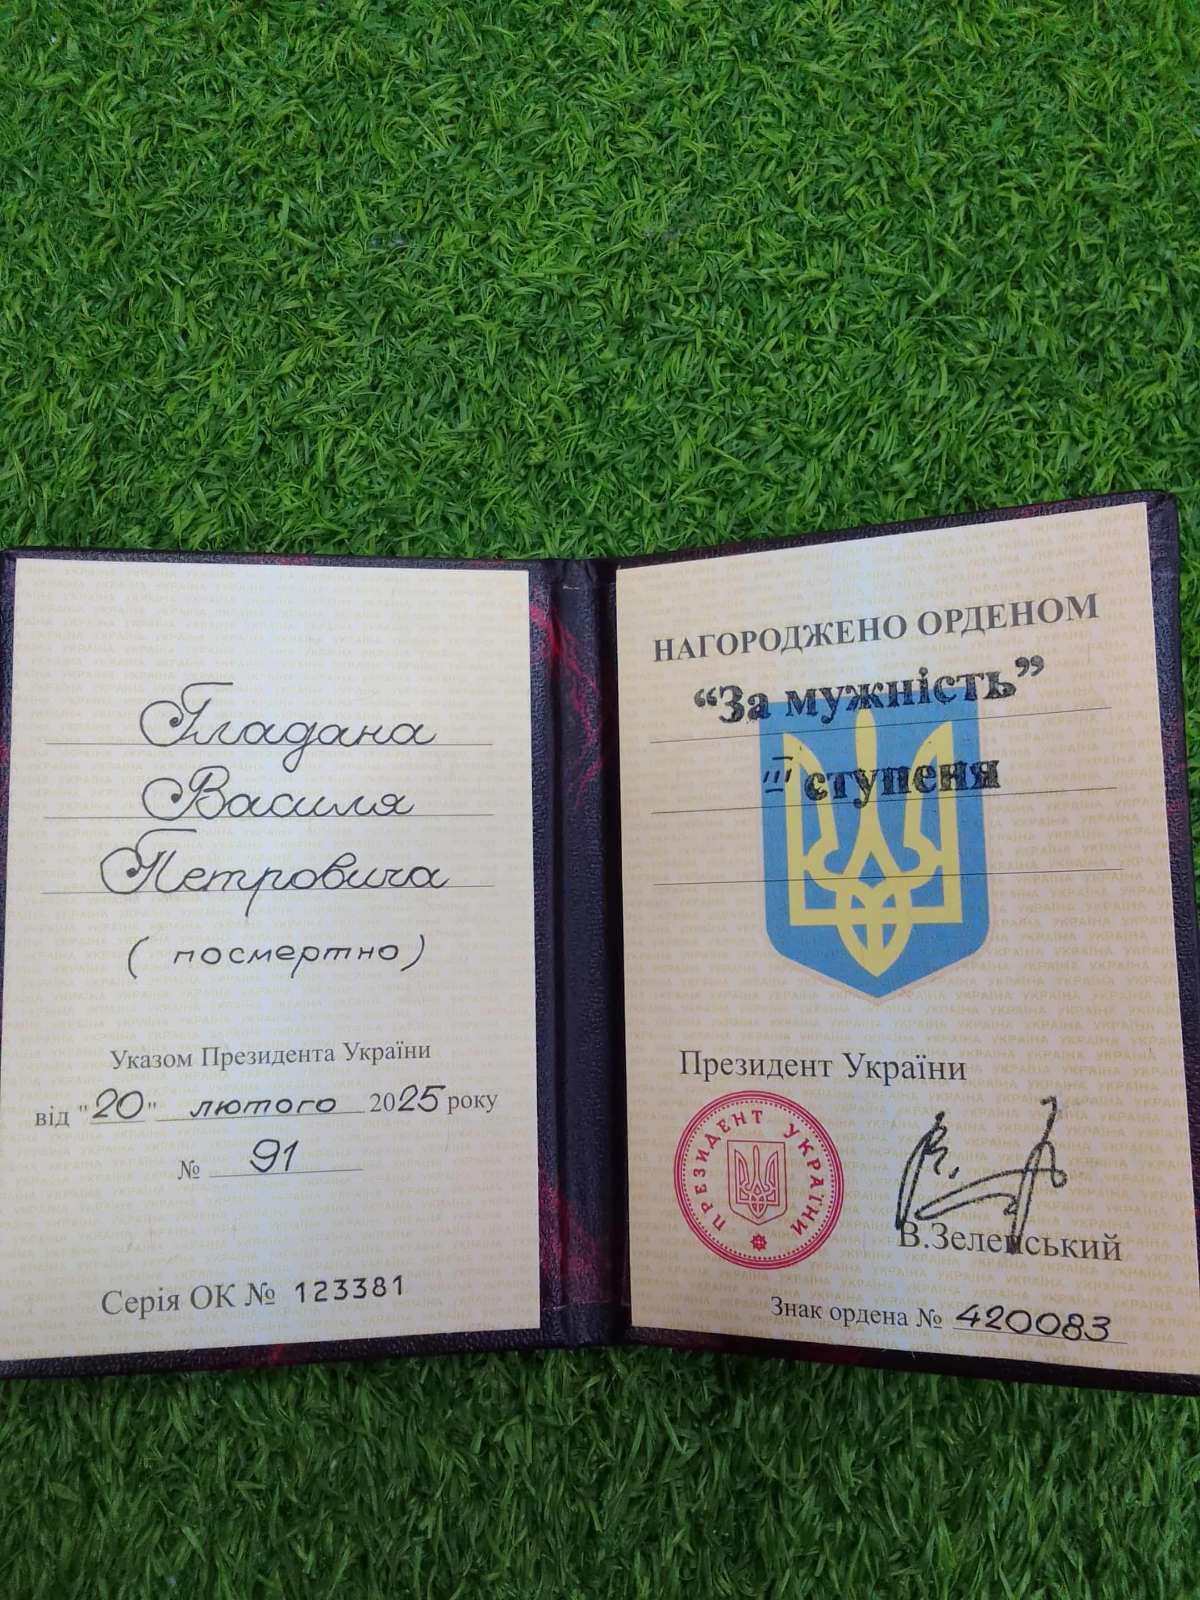 Гладана
Василя
Петровича
(посмертно)
Указом Президента України
від "20" лютого 2025 року
№ 91
Серія ОК № 123381
НАГОРОДЖЕНО ОРДЕНОМ
“За мужність”
III ступеня
Президент України
ПРЕЗИДЕНТ УКРАЇНИ
В.Зеленський
Знак ордена № 420083